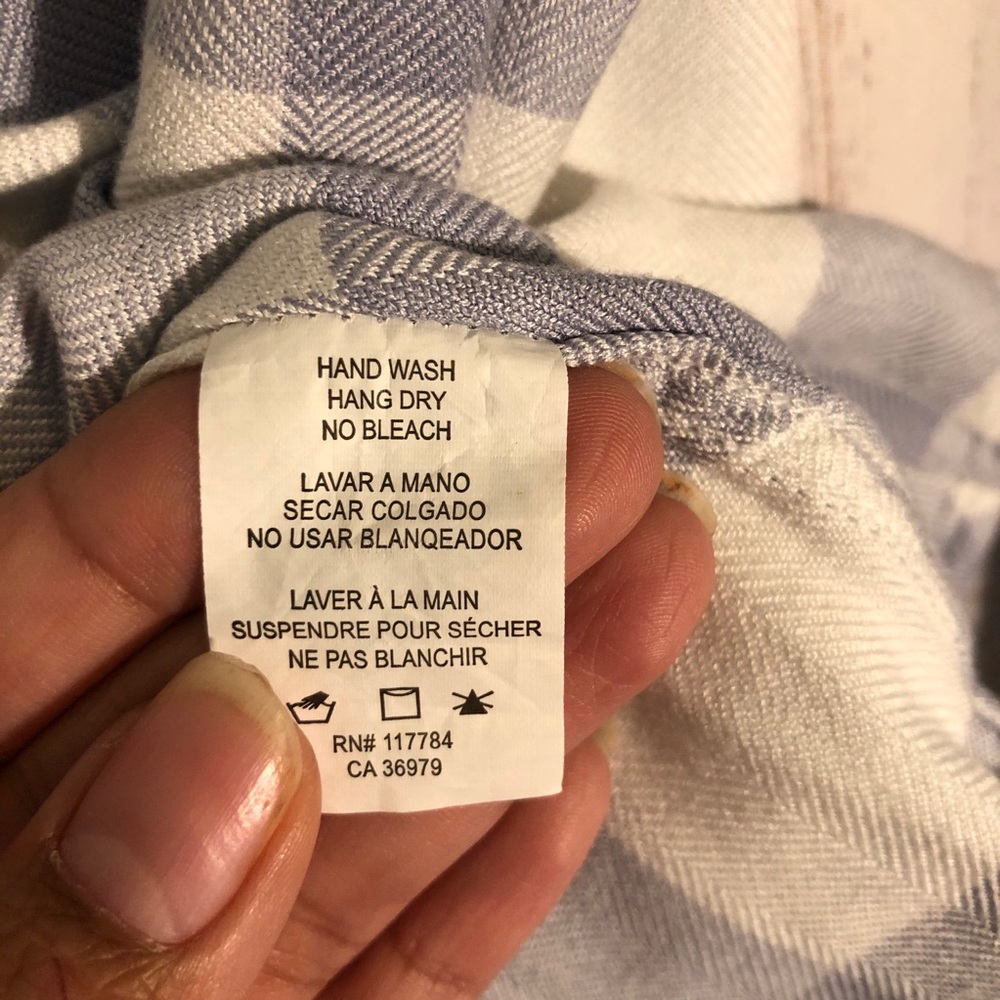 HAND WASH
HANG DRY
NO BLEACH
LAVAR A MANO
SECAR COLGADO
NO USAR BLANQEADOR
LAVER À LA MAIN
SUSPENDRE POUR SÉCHER
NE PAS BLANCHIR
RN# 117784
CA 36979